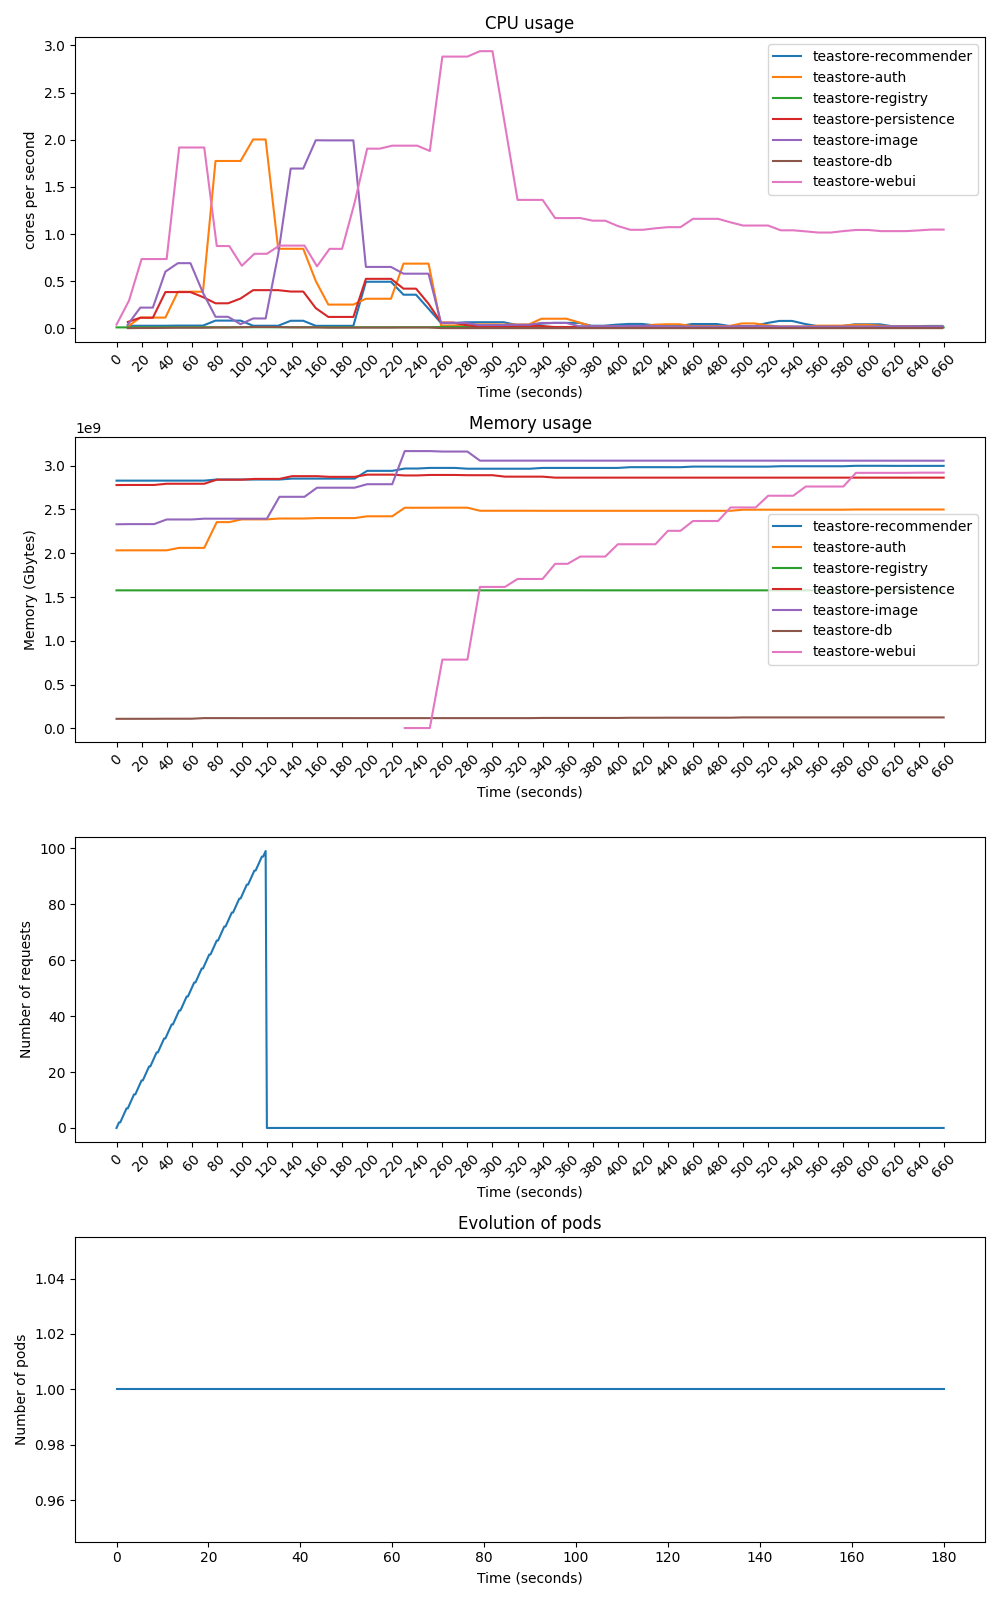 CPU usage
cores per second
3.0
2.5
2.0
1.5
1.0
0.5
0.0
teastore-recommender
teastore-auth
teastore-registry
teastore-persistence
teastore-image
teastore-db
teastore-webui
0 20 40 60 80 100 120 140 160 180 200 220 240 260 280 300 320 340 360 380 400 420 440 460 480 500 520 540 560 580 600 620 640 660
Time (seconds)
Memory usage
1e9
Memory (Gbytes)
3.0
2.5
2.0
1.5
1.0
0.5
0.0
teastore-recommender
teastore-auth
teastore-registry
teastore-persistence
teastore-image
teastore-db
teastore-webui
0 20 40 60 80 100 120 140 160 180 200 220 240 260 280 300 320 340 360 380 400 420 440 460 480 500 520 540 560 580 600 620 640 660
Time (seconds)
Number of requests
100
80
60
40
20
0
0 20 40 60 80 100 120 140 160 180 200 220 240 260 280 300 320 340 360 380 400 420 440 460 480 500 520 540 560 580 600 620 640 660
Time (seconds)
Evolution of pods
Number of pods
1.04
1.02
1.00
0.98
0.96
0 20 40 60 80 100 120 140 160 180
Time (seconds)